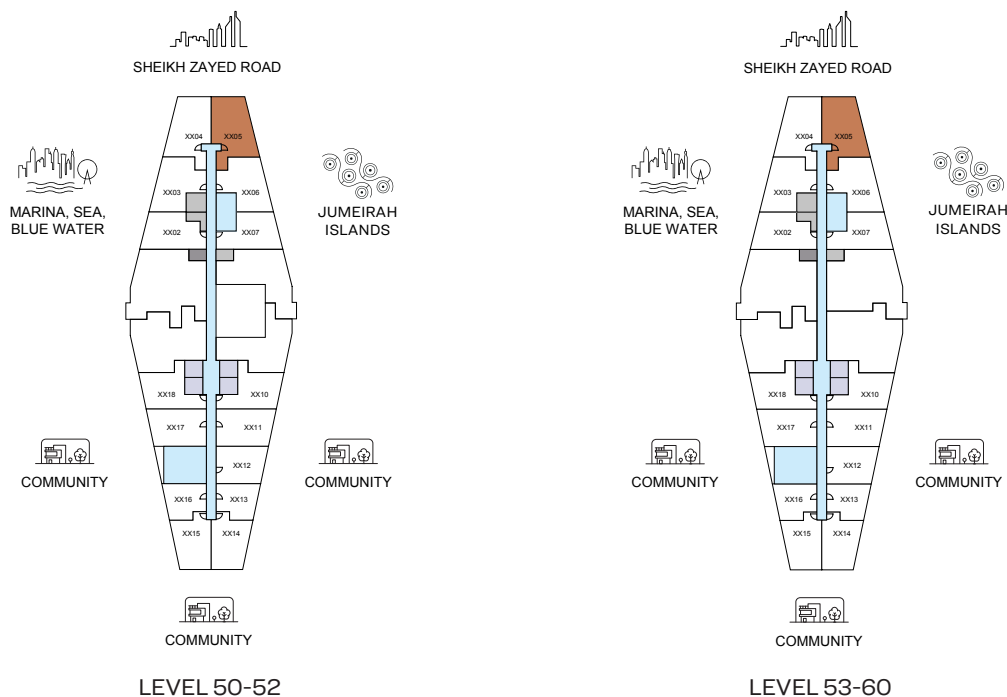 SHEIKH ZAYED ROAD
XX04
XX05
MARINA, SEA,
BLUE WATER
JUMEIRAH
ISLANDS
XX03
XX06
XX02
XX07
XX18
XX10
XX17
XX11
XX12
XX16
XX13
XX15
XX14
COMMUNITY
COMMUNITY
COMMUNITY
LEVEL 50-52
SHEIKH ZAYED ROAD
XX04
XX05
MARINA, SEA,
BLUE WATER
JUMEIRAH
ISLANDS
XX03
XX06
XX02
XX07
XX18
XX10
XX17
XX11
XX12
XX16
XX13
XX15
XX14
COMMUNITY
COMMUNITY
COMMUNITY
LEVEL 53-60